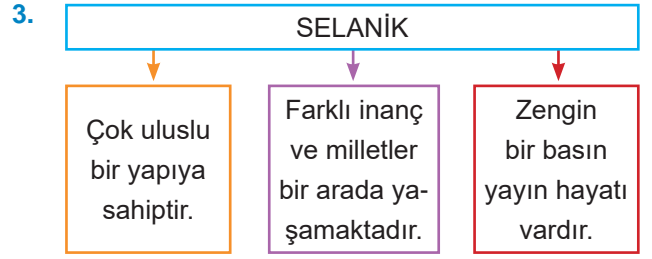 3.
SELANİK
Çok uluslu
bir yapıya
sahiptir.
Farklı inanç
ve milletler
bir arada ya-
şamaktadır.
Zengin
bir basın
yayın hayatı
vardır.